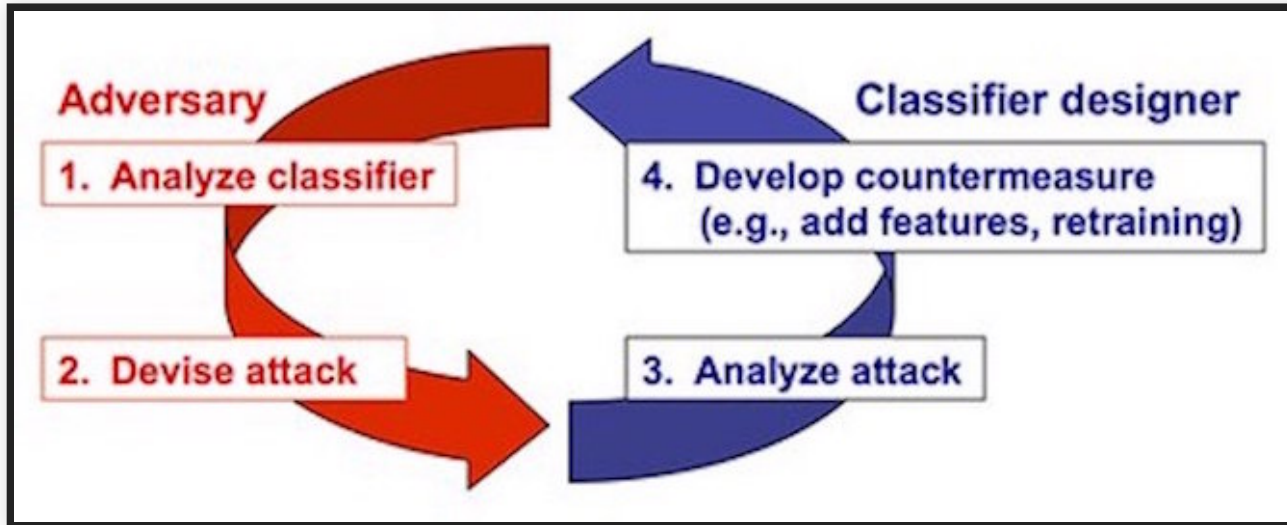 Adversary
1. Analyze classifier
2. Devise attack
Classifier designer
4. Develop countermeasure
(e.g., add features, retraining)
3. Analyze attack